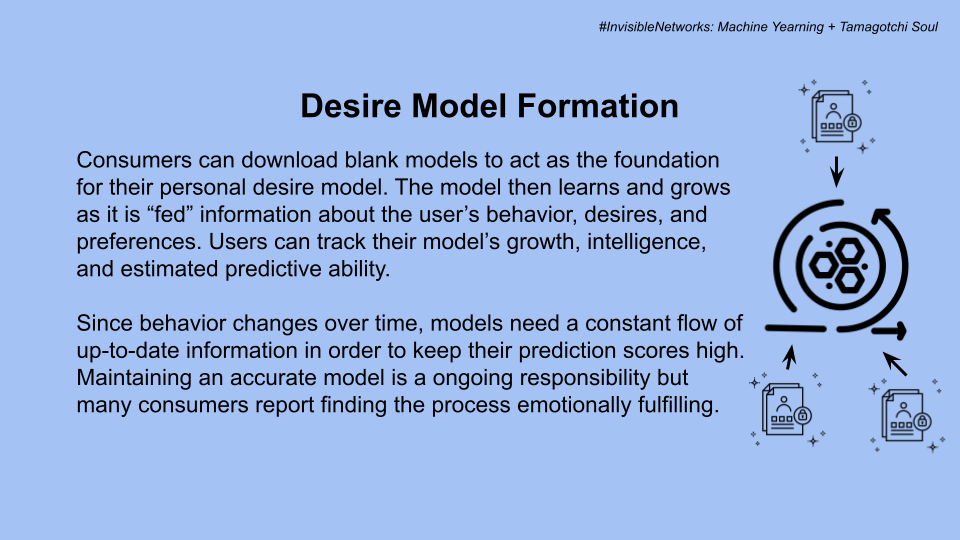 #InvisibleNetworks: Machine Yearning + Tamagotchi Soul
Desire Model Formation
Consumers can download blank models to act as the foundation
for their personal desire model. The model then learns and grows
as it is “fed” information about the user’s behavior, desires, and
preferences. Users can track their model’s growth, intelligence,
and estimated predictive ability.
Since behavior changes over time, models need a constant flow of
up-to-date information in order to keep their prediction scores high.
Maintaining an accurate model is a ongoing responsibility but
many consumers report finding the process emotionally fulfilling.